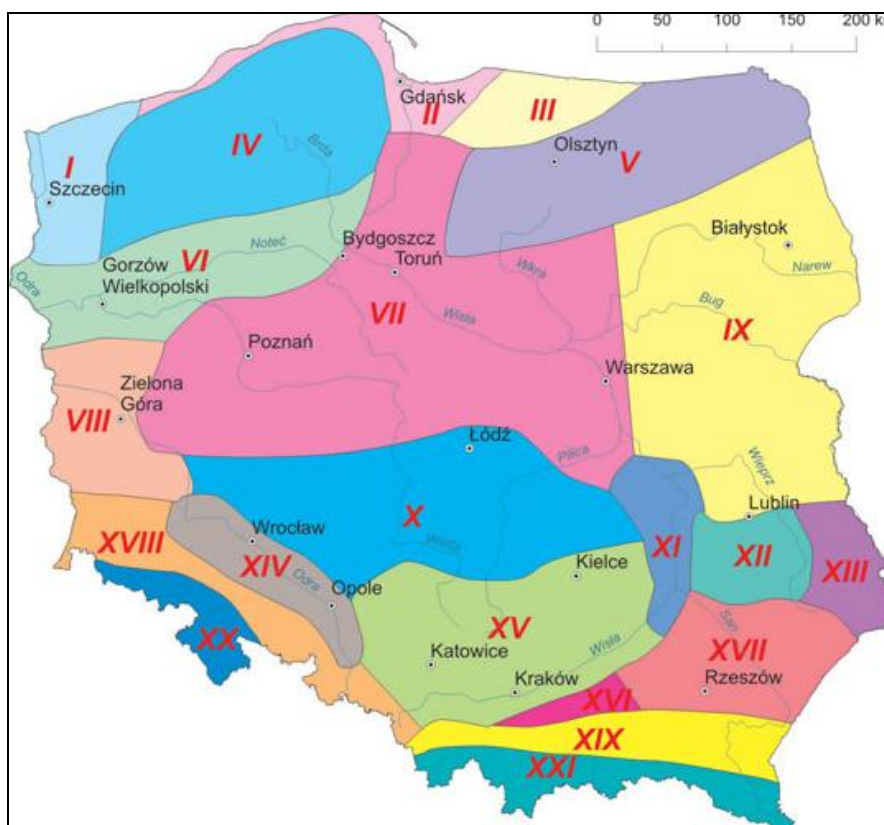 0 50 100 150 200 k
Gdańsk
II
III
Olsztyn
V
IV
Brda
I
Szczecin
Białystok
Narew
Bydgoszcz
Toruń
Noteć
VI
Gorzów
Wielkopolski
Odra
Wkra
Bug
VII
Wisła
IX
Poznań
Warszawa
Zielona
Góra
VIII
Łódź
Pilica
Wieprz
Lublin
X
Warta
Wrocław
XVIII
XIV
Odra
Opole
XI
XII
XIII
Kielce
XX
XV
Katowice
Wisła
Kraków
San
XVII
Rzeszów
XVI
XIX
XXI